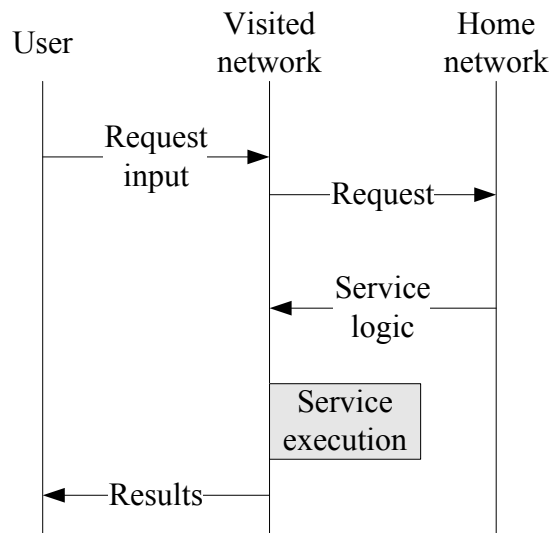 User
Visited
network
Home
network
Request
input
Request
Service
logic
Service
execution
Results